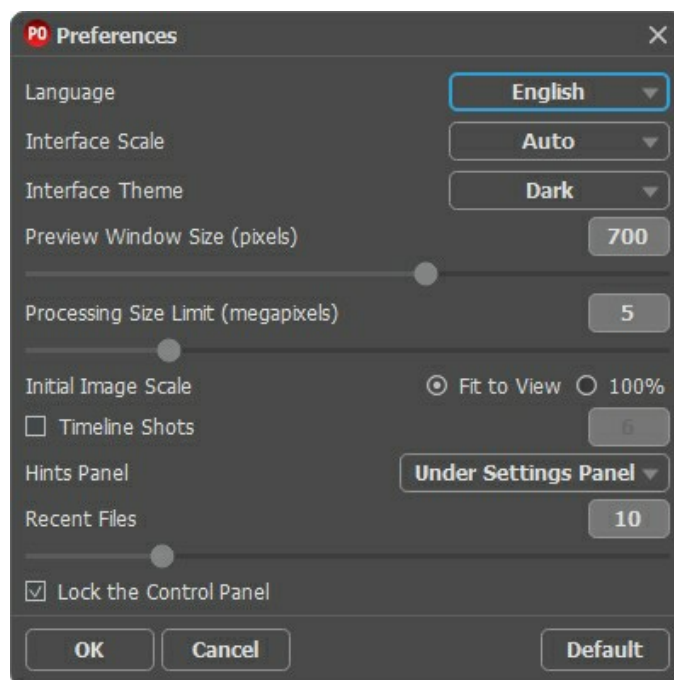 PO Preferences
Language English
Interface Scale Auto
Interface Theme Dark
Preview Window Size (pixels) 700
Processing Size Limit (megapixels) 5
Initial Image Scale Fit to View 100%
Timeline Shots 6
Hints Panel Under Settings Panel
Recent Files 10
Lock the Control Panel
OK Cancel Default